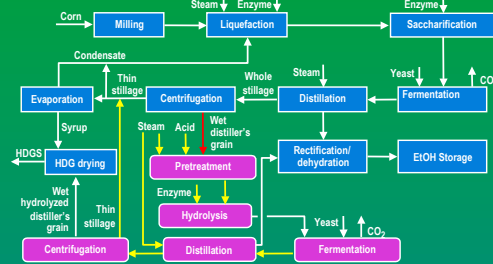 Steam Enzyme Enzyme
Corn
Milling Liquefaction Saccharification
Condensate
Thin
stillage
Whole
stillage
Steam
Yeast
CO
Evaporation Centrifugation Distillation Fermentation
Syrup
Steam Acid
Wet
distiller's
grain
HDGS
HDG drying
Rectification/
dehydration
EtOH Storage
Pretreatment
Enzyme
Wet
hydrolyzed
distiller's
grain
Thin
stillage
Hydrolysis
Yeast
CO2
Centrifugation Distillation Fermentation